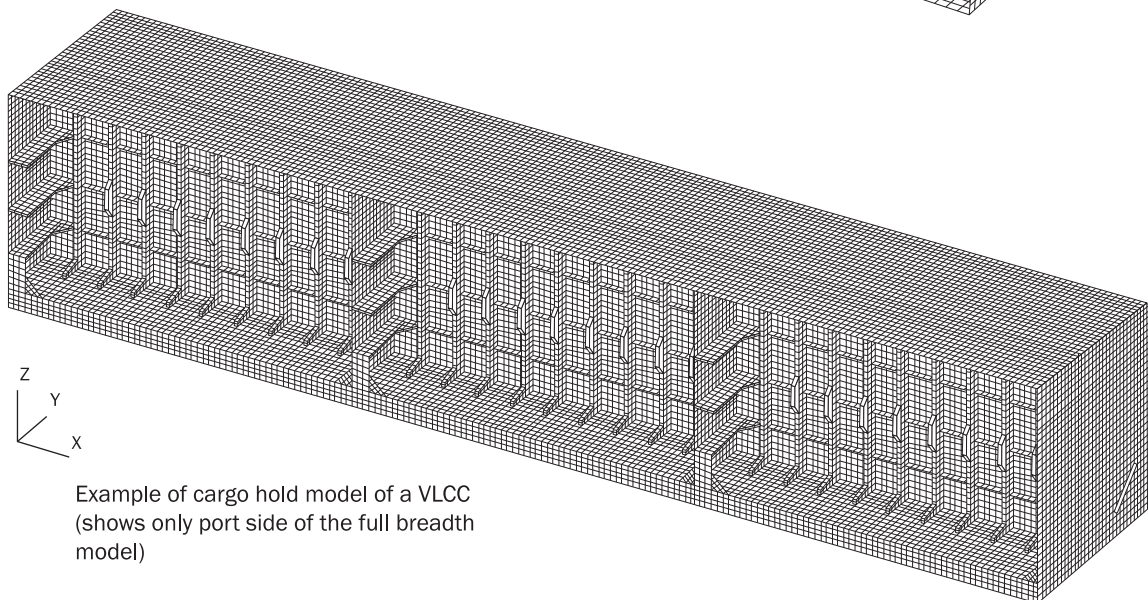 Z
Y
X
Example of cargo hold model of a VLCC
(shows only port side of the full breadth
model)